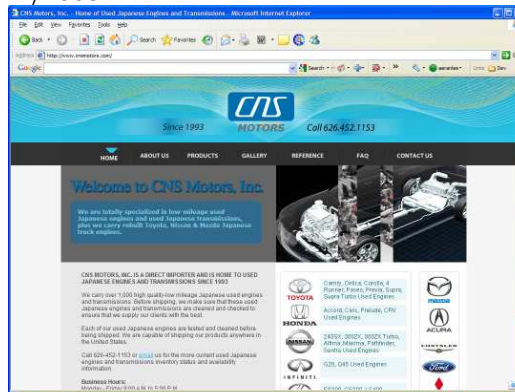 CNS Motors, Inc. - Home of Used Japanese Engines and Transmissions - Microsoft Internet Explorer
File Edit View Favorites Tools Help
Back Search Favorites
Address http://www.cnsmotors.com/
Google Search Links Dev
CNS
MOTORS
Since 1993
Call 626.452.1153
HOME ABOUT US PRODUCTS GALLERY REFERENCE FAQ CONTACT US
Welcome to CNS Motors, Inc.
We are totally specialized in low-mileage used
Japanese engines and used Japanese transmissions,
plus we carry rebuilt Toyota, Nissan & Mazda Japanese
truck engines.
CNS MOTORS, INC. IS A DIRECT IMPORTER AND IS HOME TO USED
JAPANESE ENGINES AND TRANSMISSIONS SINCE 1993
We carry over 1,000 high quality-low mileage Japanese used engines
and transmissions. Before shipping, we make sure that these used
Japanese engines and transmissions are cleaned and checked to
ensure that we supply our clients with the best.
Each of our used Japanese engines are tested and cleaned before
being shipped. We are capable of shipping our products anywhere in
the United States.
Call 626-452-1153 or email us for the more current used Japanese
engines and transmissions inventory status and availability
information.
Business Hours:
TOYOTA
Camry, Celica, Corolla, 4
Runner, Paseo, Previa, Supra,
Supra Turbo Used Engines
HONDA
Accord, Civic, Prelude, CRV
Used Engines
NISSAN
240SX, 300ZX, 300ZX Turbo,
Altima, Maxima, Pathfinder,
Sentra Used Engines
INFINITI
G20, Q45 Used Engines
mazda
ACURA
CHRYSLER
Ford